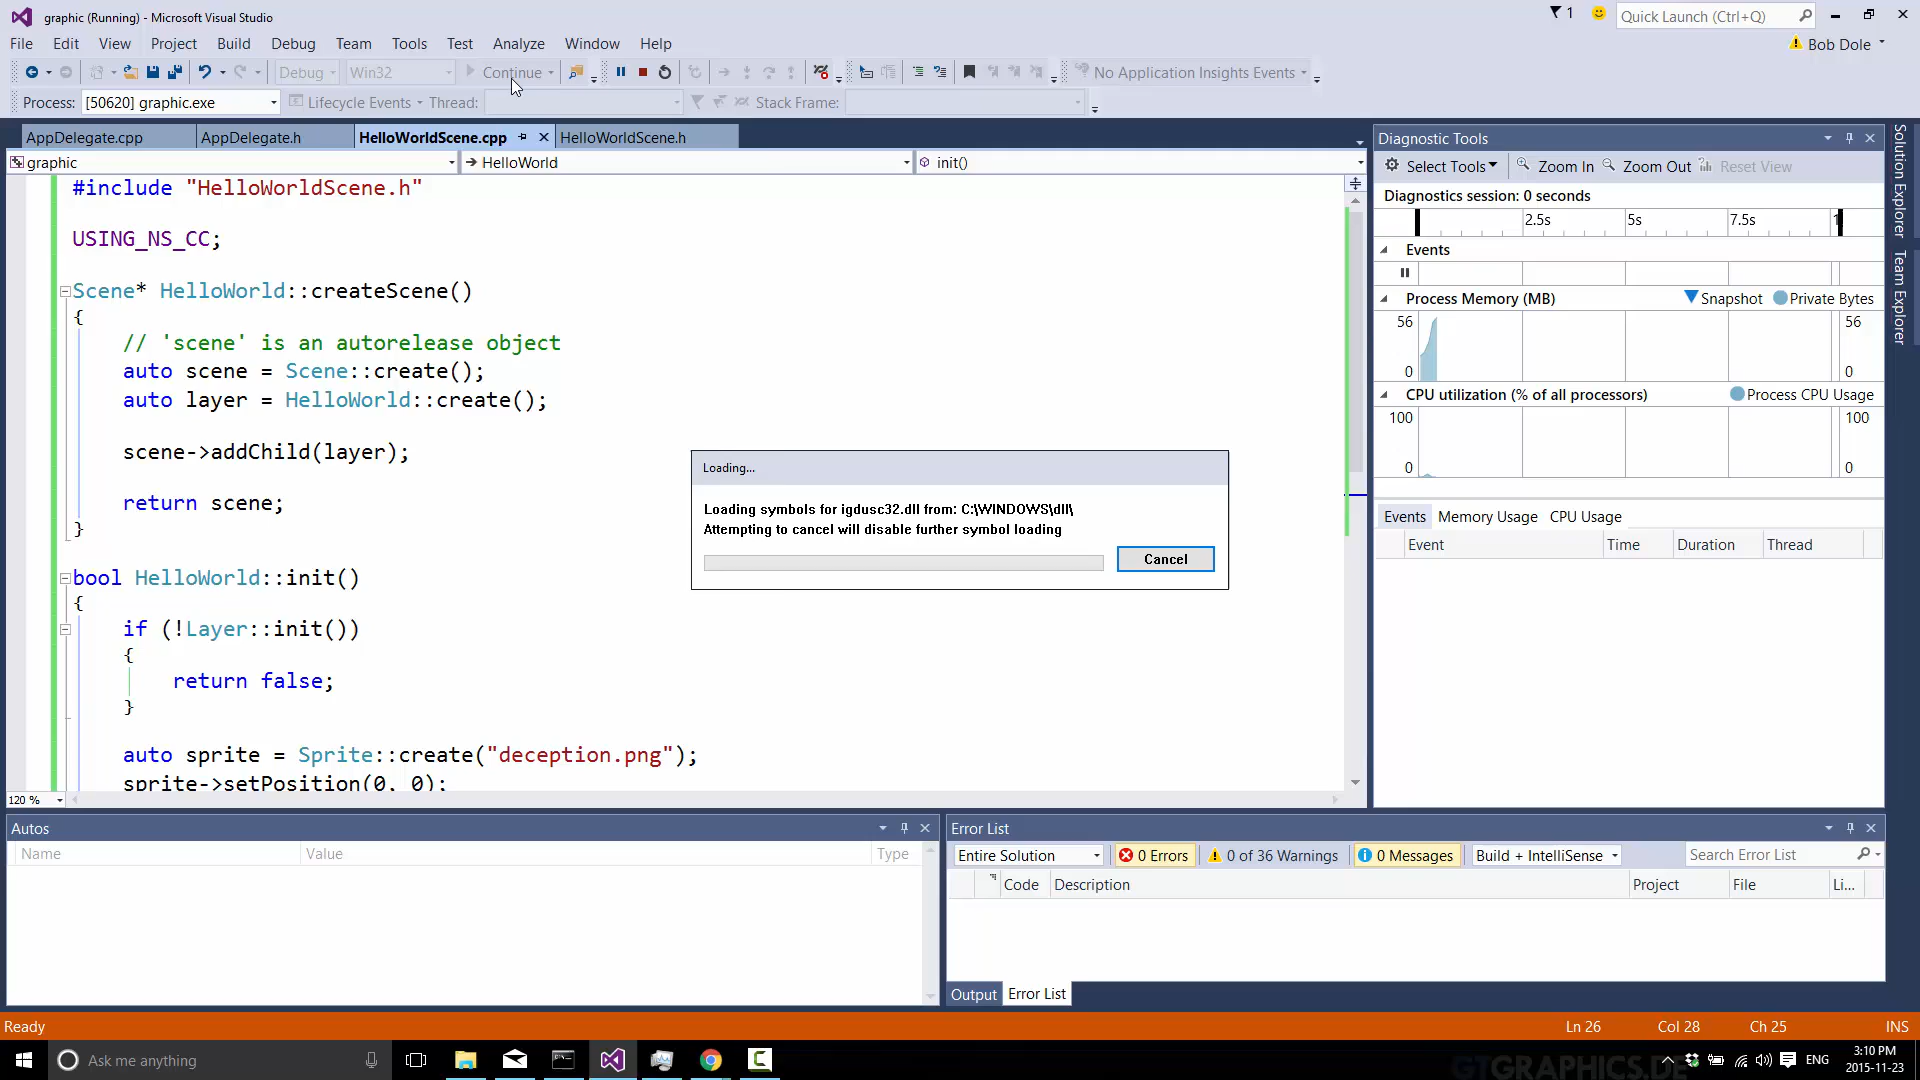 graphic (Running) - Microsoft Visual Studio
1
Quick Launch (Ctrl+Q)
File Edit View Project Build Debug Team Tools Test Analyze Window Help
Bob Dole
Debug Win32 Continue No Application Insights Events
Process: [50620] graphic.exe Lifecycle Events Thread: Stack Frame:
AppDelegate.cpp AppDelegate.h HelloWorldScene.cpp HelloWorldScene.h
graphic HelloWorld init()
#include "HelloWorldScene.h"
USING_NS_CC;
Scene* HelloWorld::createScene()
{
// 'scene' is an autorelease object
auto scene = Scene::create();
auto layer = HelloWorld::create();
scene->addChild(layer);
return scene;
}
bool HelloWorld::init()
{
if (!Layer::init())
{
return false;
}
auto sprite = Sprite::create("deception.png");
sprite->setPosition(0, 0);
120 %
Loading...
Loading symbols for igdusc32.dll from: C:\WINDOWS\dll\
Attempting to cancel will disable further symbol loading
Cancel
Diagnostic Tools
Select Tools Zoom In Zoom Out Reset View
Diagnostics session: 0 seconds
2.5s 5s 7.5s 1
Events
Process Memory (MB) Snapshot Private Bytes
56 56
0 0
CPU utilization (% of all processors) Process CPU Usage
100 100
0 0
Events Memory Usage CPU Usage
Event Time Duration Thread
Solution Explorer
Team Explorer
Autos
Name Value Type
Error List
Entire Solution 0 Errors 0 of 36 Warnings 0 Messages Build + IntelliSense Search Error List
Code Description Project File Li...
Output Error List
Ready Ln 26 Col 28 Ch 25 INS
Ask me anything
GTGRAPHICS.DE
ENG
3:10 PM
2015-11-23